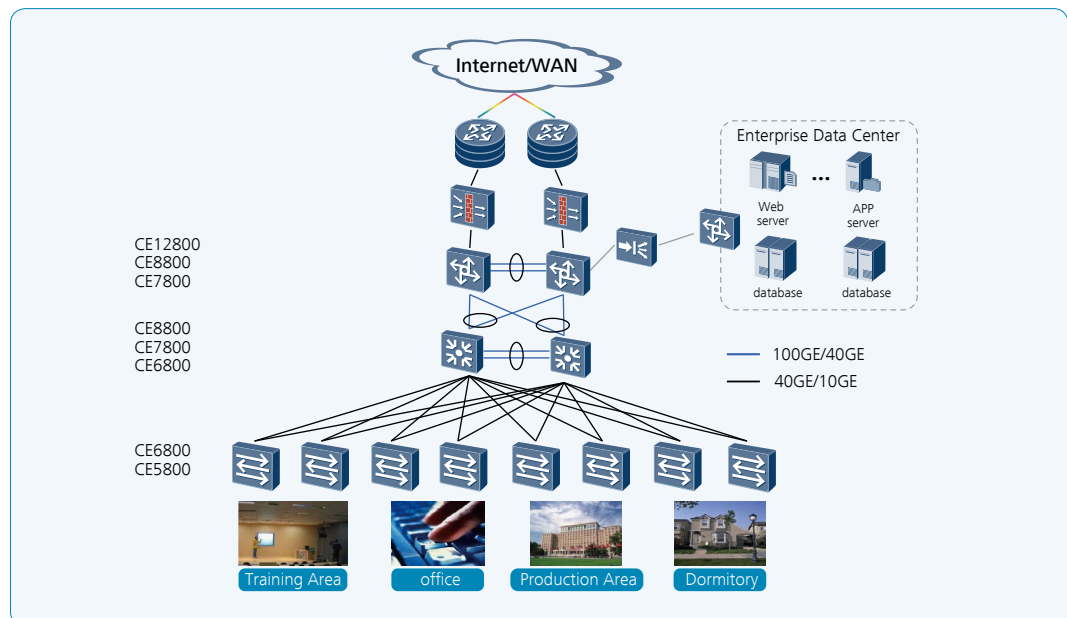 Internet/WAN
Enterprise Data Center
...
Web
server
APP
server
database
database
CE12800
CE8800
CE7800
CE8800
CE7800
CE6800
100GE/40GE
40GE/10GE
CE6800
CE5800
Training Area
office
Production Area
Dormitory